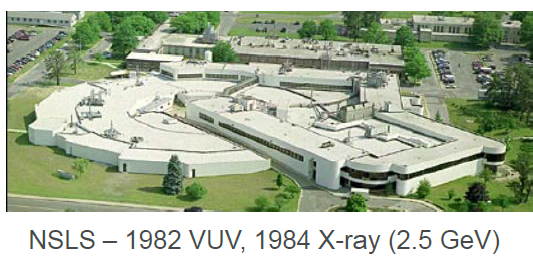 NSLS – 1982 VUV, 1984 X-ray (2.5 GeV)